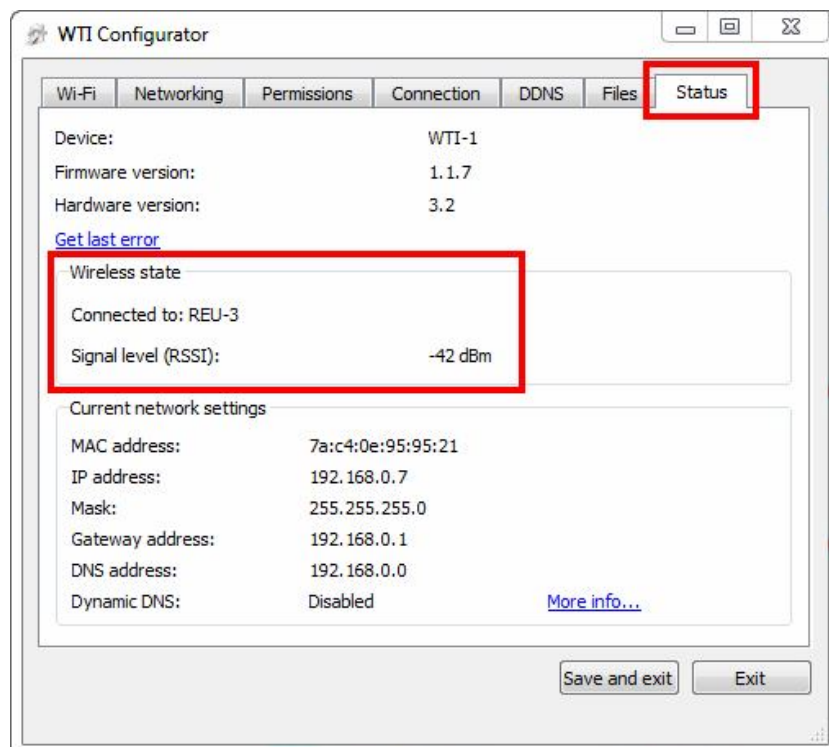 WTI Configurator
Wi-Fi Networking Permissions Connection DDNS Files Status
Device: WTI-1
Firmware version: 1.1.7
Hardware version: 3.2
Get last error
Wireless state
Connected to: REU-3
Signal level (RSSI): -42 dBm
Current network settings
MAC address: 7a:c4:0e:95:95:21
IP address: 192.168.0.7
Mask: 255.255.255.0
Gateway address: 192.168.0.1
DNS address: 192.168.0.0
Dynamic DNS: Disabled More info...
Save and exit Exit